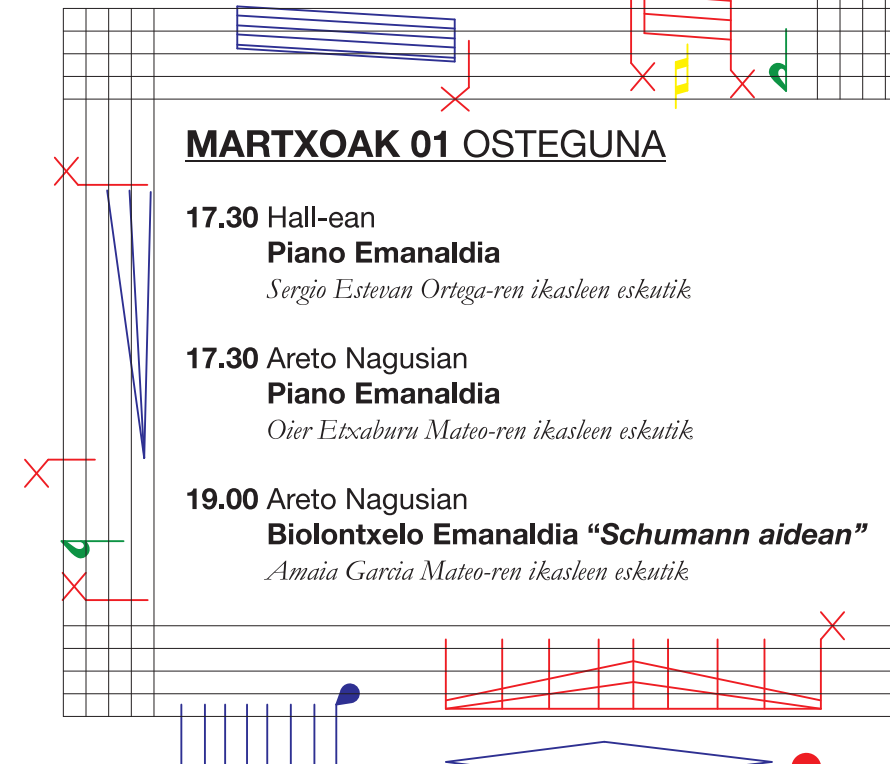 MARTXOAK 01 OSTEGUNA
17.30 Hall-ean
Piano Emanaldia
Sergio Estevan Ortega-ren ikasleen eskutik
17.30 Areto Nagusian
Piano Emanaldia
Oier Etxaburu Mateo-ren ikasleen eskutik
19.00 Areto Nagusian
Biolontxelo Emanaldia “Schumann aidean”
Amaia Garcia Mateo-ren ikasleen eskutik